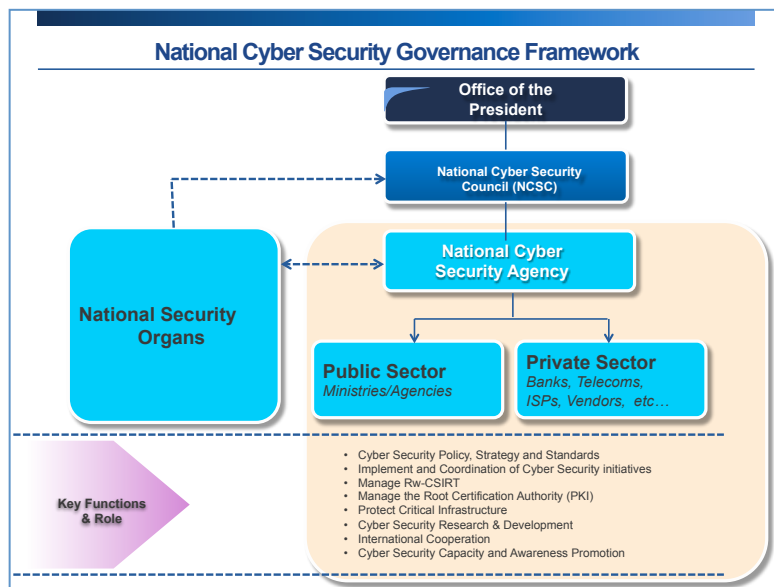 National Cyber Security Governance Framework
Office of the
President
National Cyber Security
Council (NCSC)
National Cyber
Security Agency
National Security
Organs
Public Sector
Ministries/Agencies
Private Sector
Banks, Telecoms,
ISPs, Vendors, etc…
Key Functions
& Role
• Cyber Security Policy, Strategy and Standards
• Implement and Coordination of Cyber Security initiatives
• Manage Rw-CSIRT
• Manage the Root Certification Authority (PKI)
• Protect Critical Infrastructure
• Cyber Security Research & Development
• International Cooperation
• Cyber Security Capacity and Awareness Promotion